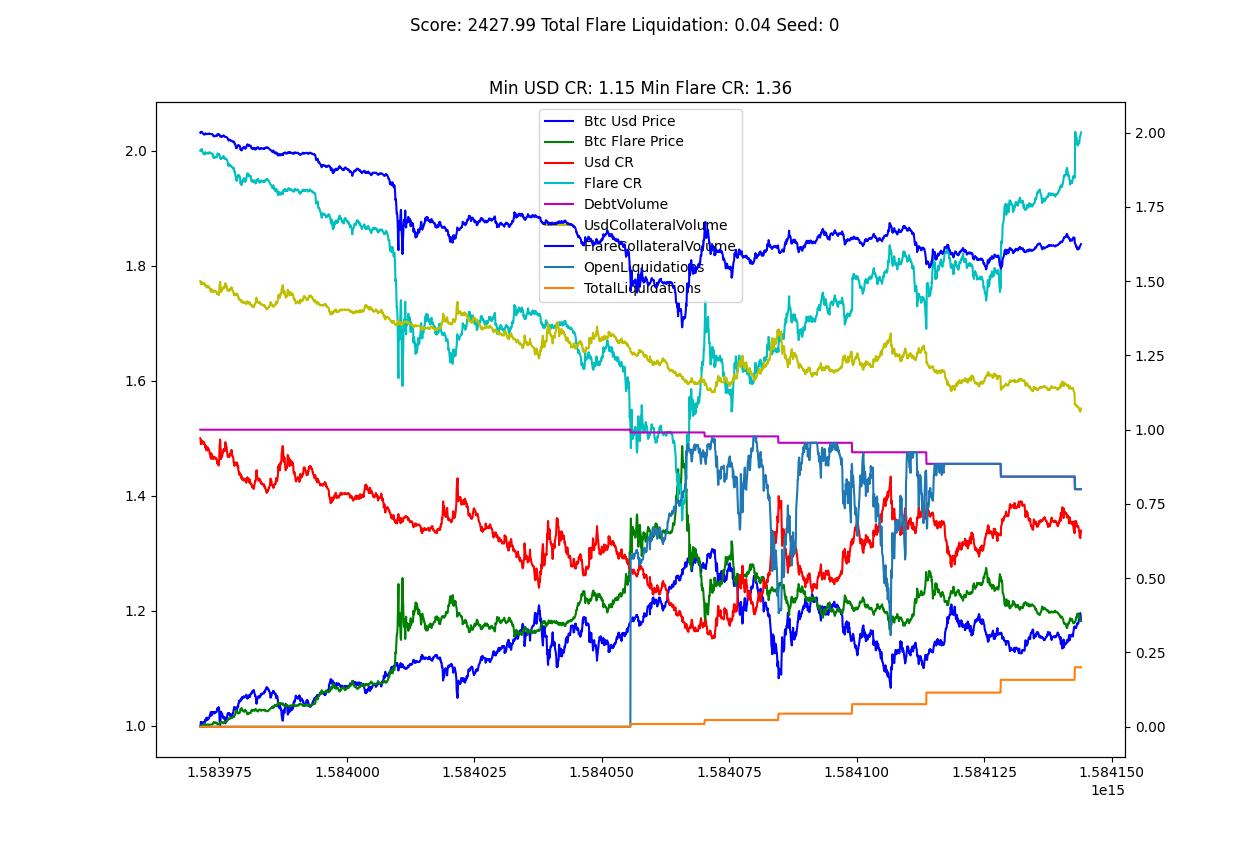 Score: 2427.99 Total Flare Liquidation: 0.04 Seed: 0
Min USD CR: 1.15 Min Flare CR: 1.36
Btc Usd Price
Btc Flare Price
Usd CR
Flare CR
DebtVolume
UsdCollateralVolume
FlareCollateralVolume
OpenLiquidations
TotalLiquidations
2.0
1.8
1.6
1.4
1.2
1.0
2.00
1.75
1.50
1.25
1.00
0.75
0.50
0.25
0.00
1.583975 1.584000 1.584025 1.584050 1.584075 1.584100 1.584125 1.584150
1e15